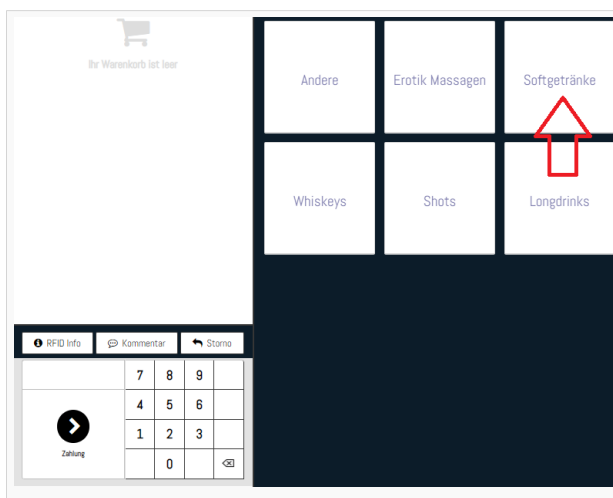 Ihr Warenkorb ist leer
Andere
Erotik Massagen
Softgetränke
Whiskeys
Shots
Longdrinks
RFID Info
Kommentar
Storno
7 8 9
4 5 6
1 2 3
0
Zahlung